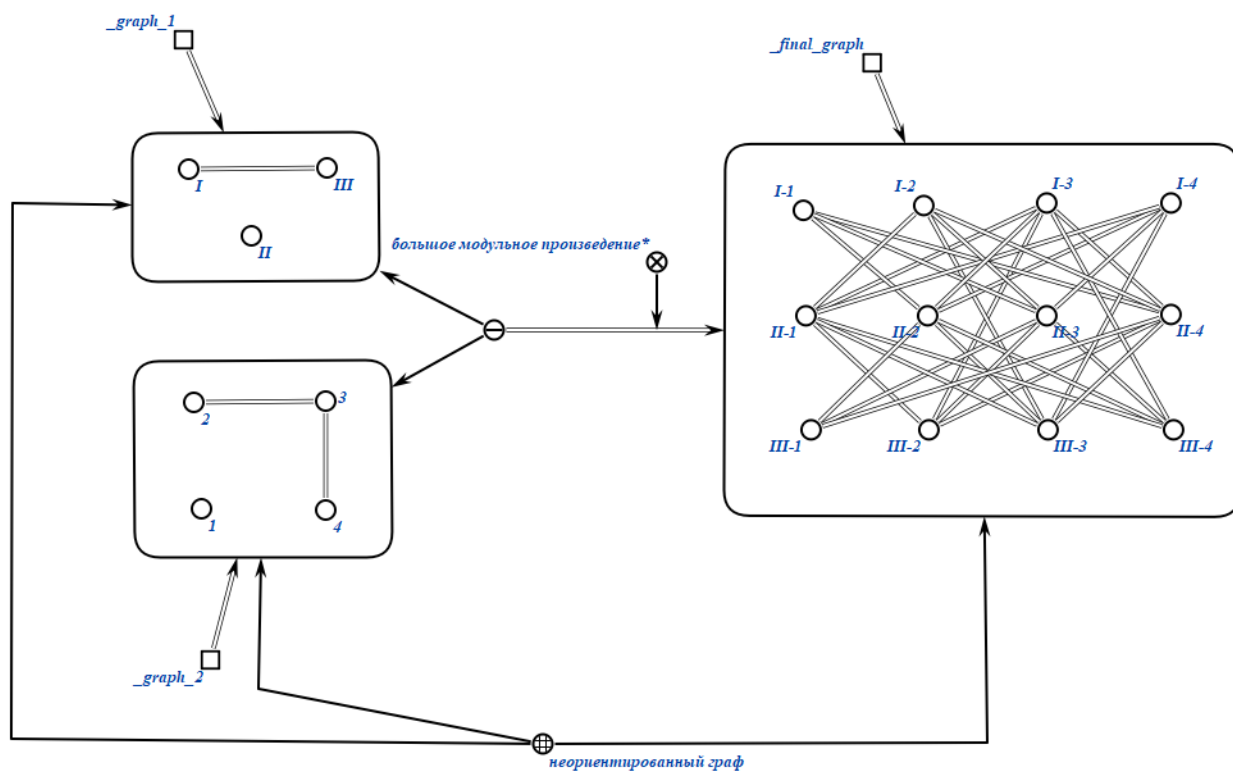 _graph_1
_final_graph
I
III
II
большое модульное произведение*
I-1
I-2
I-3
I-4
II-1
II-2
II-3
II-4
2
3
1
4
III-1
III-2
III-3
III-4
_graph_2
неориентированный граф